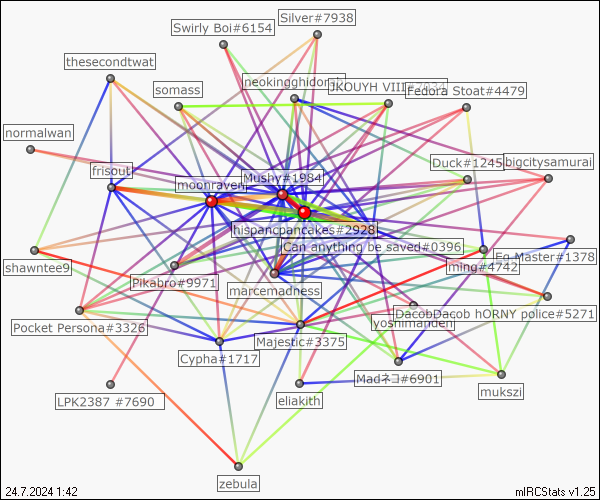 Silver#7938
Swirly Boi#6154
thesecondtwat
neokingghidorah
somass
Fedora Stoat#4479
normalwan
Duck#1245
bigcitysamurai
frisout
moonraven
Mushy#1984
hispancpancakes#2928
Can anything be saved#0396
Eg Master#1378
shawntee9
ming#4742
Pikabro#9971
marcemadness
DacobDacob hORNY police#5271
yoshimanden
Pocket Persona#3326
Majestic#3375
Cypha#1717
Madネコ#6901
mukszi
LPK2387 #7690
eliakith
zebula
24.7.2024 1:42
mIRCStats v1.25